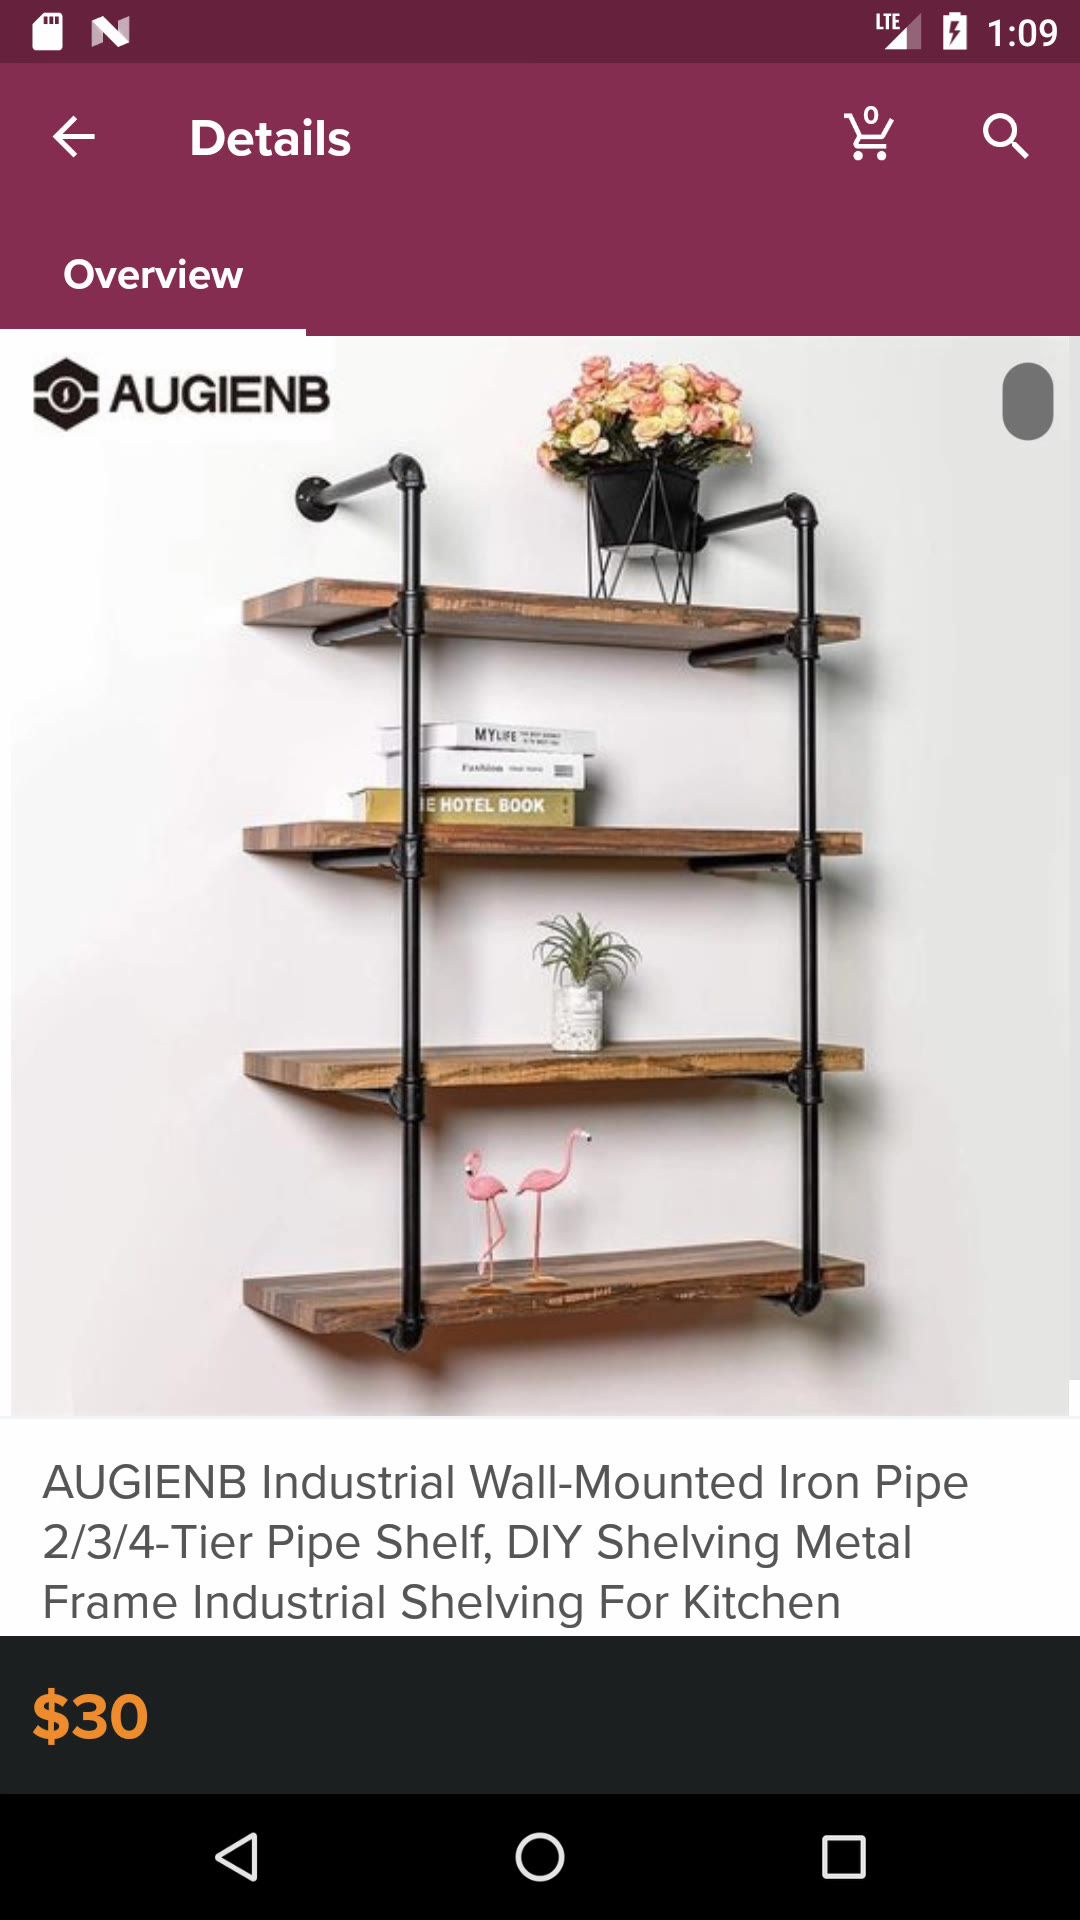 LTE 1:09
Details
0
Overview
AUGIENB
MYLIFE
Fashion
E HOTEL BOOK
AUGIENB Industrial Wall-Mounted Iron Pipe
2/3/4-Tier Pipe Shelf, DIY Shelving Metal
Frame Industrial Shelving For Kitchen
$30